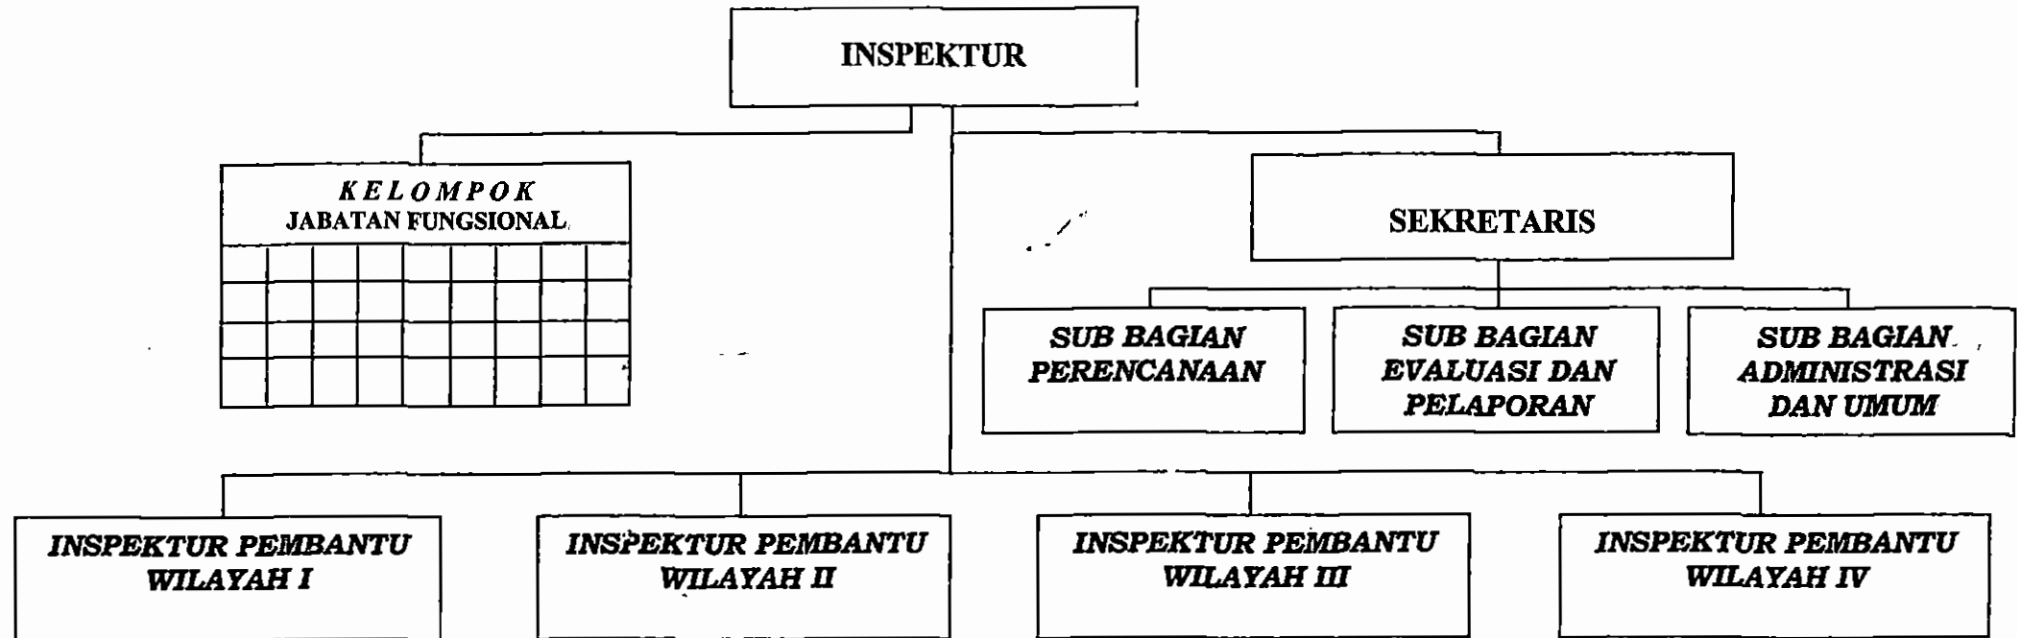 INSPEKTUR
KELOMPOK
JABATAN FUNGSIONAL
SEKRETARIS
SUB BAGIAN
PERENCANAAN
SUB BAGIAN
EVALUASI DAN
PELAPORAN
SUB BAGIAN
ADMINISTRASI
DAN UMUM
INSPEKTUR PEMBANTU
WILAYAH I
INSPEKTUR PEMBANTU
WILAYAH II
INSPEKTUR PEMBANTU
WILAYAH III
INSPEKTUR PEMBANTU
WILAYAH IV